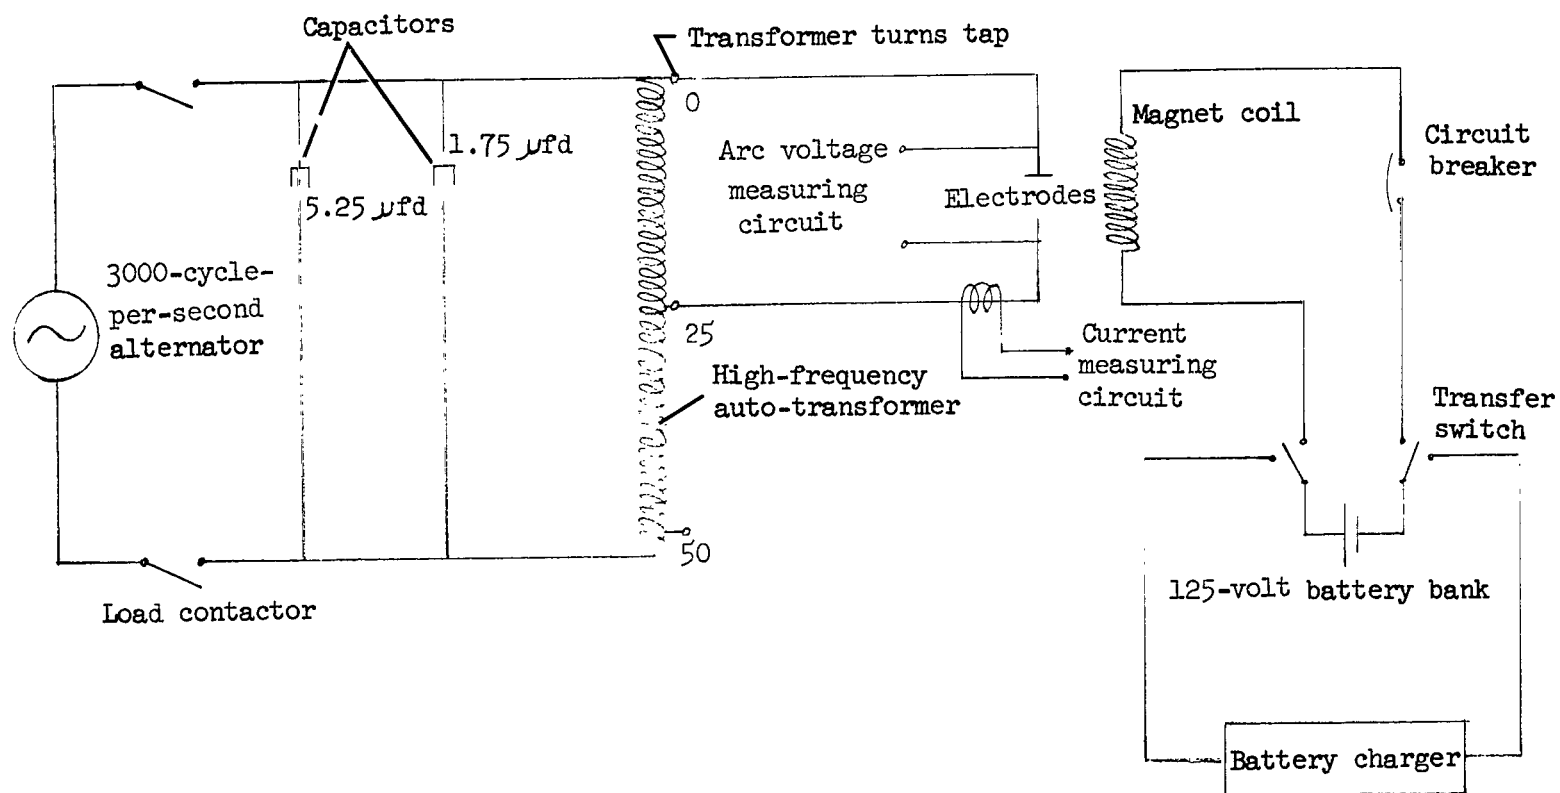 Capacitors
Transformer turns tap
0
Magnet coil
Circuit
breaker
1.75 μfd
5.25 μfd
Arc voltage
measuring
circuit
Electrodes
3000-cycle-
per-second
alternator
25
High-frequency
auto-transformer
Current
measuring
circuit
Transfer
switch
50
125-volt battery bank
Load contactor
Battery charger